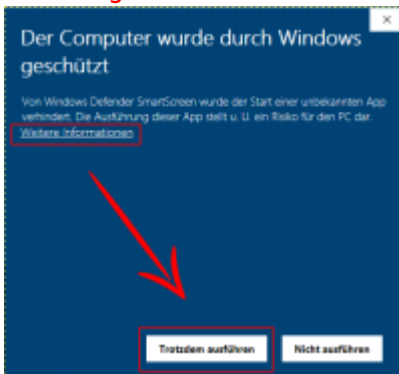 Der Computer wurde durch Windows
geschützt
Von Windows Defender SmartScreen wurde der Start einer unbekannten App
verhindert. Die Ausführung dieser App stellt u. U. ein Risiko für den PC dar.
Weitere Informationen
Trotzdem ausführen
Nicht ausführen